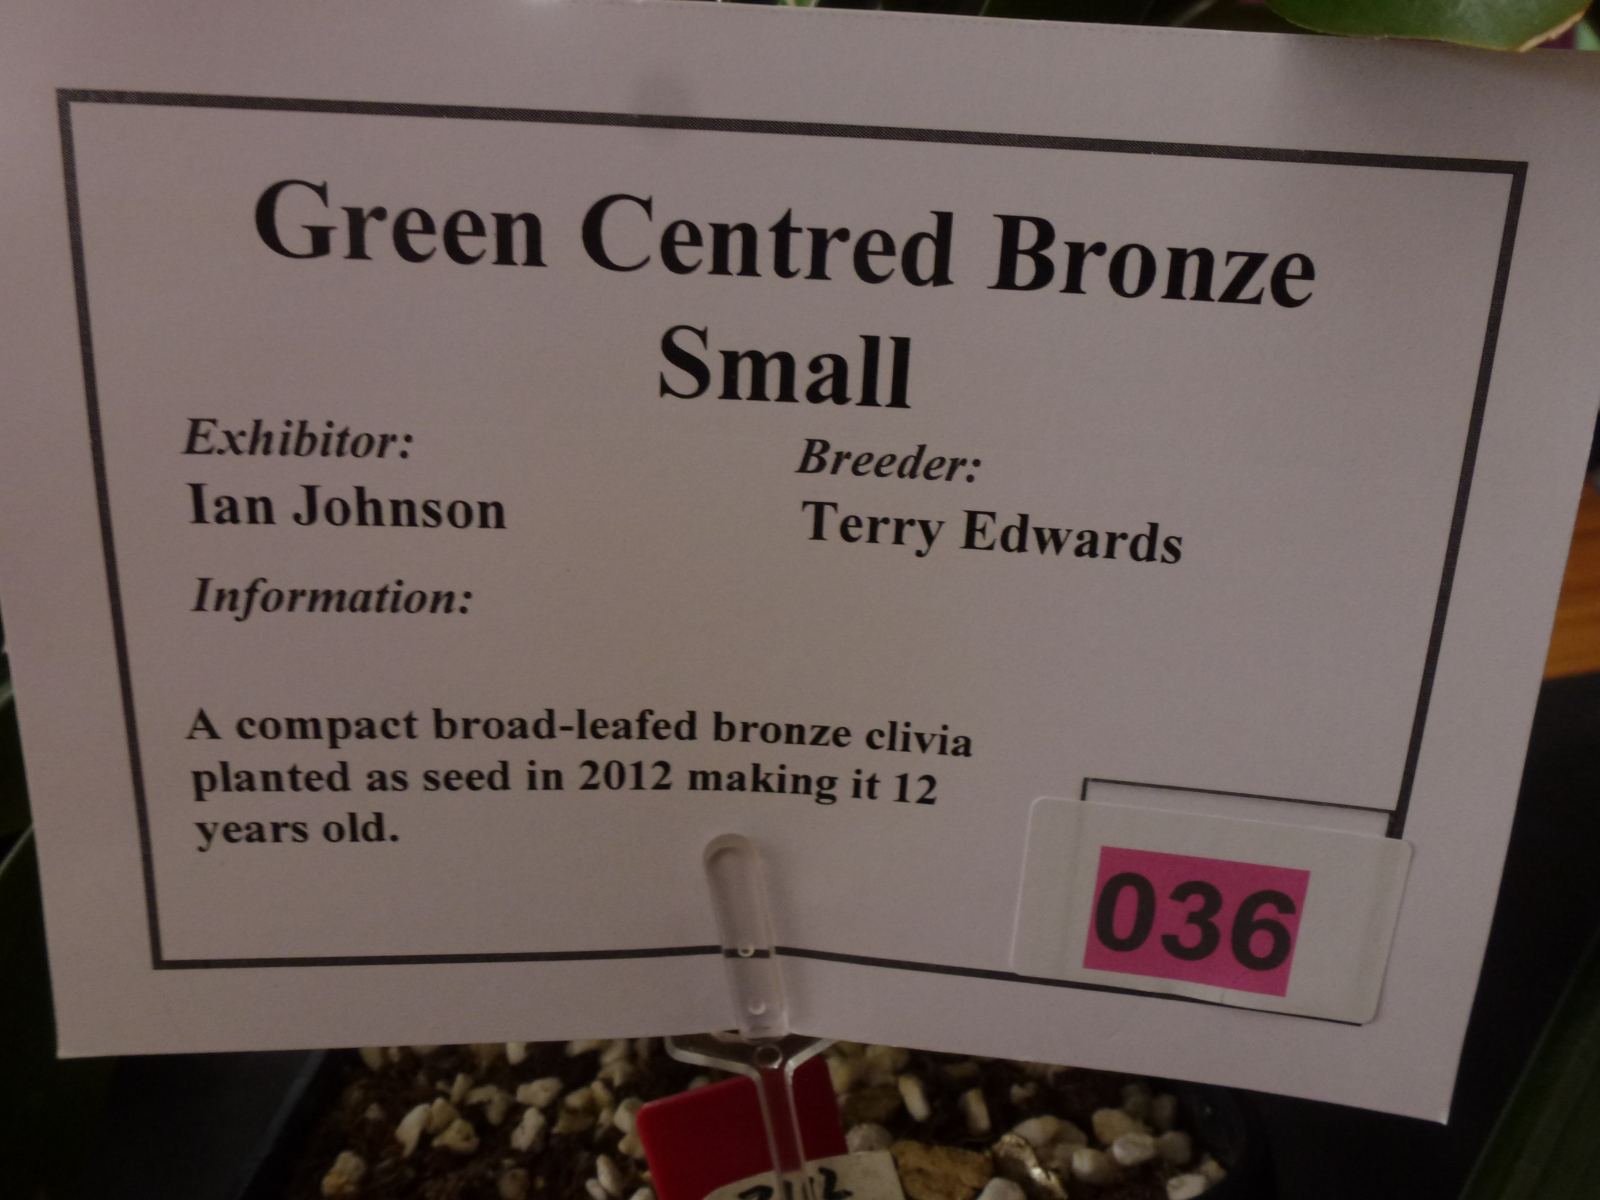 Green Centred Bronze
Small
Exhibitor:
Ian Johnson
Breeder:
Terry Edwards
Information:
A compact broad-leafed bronze clivia
planted as seed in 2012 making it 12
years old.
036